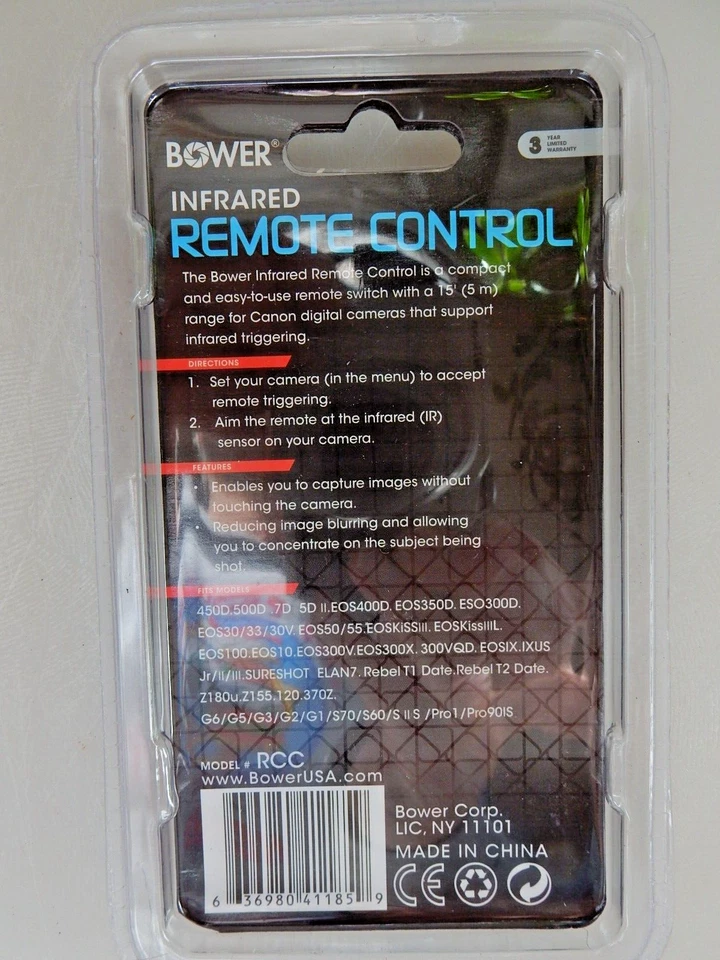 BOWER®
3 YEAR
LIMITED
WARRANTY
INFRARED
REMOTE CONTROL
The Bower Infrared Remote Control is a compact
and easy-to-use remote switch with a 15' (5 m)
range for Canon digital cameras that support
infrared triggering.
DIRECTIONS
1. Set your camera (in the menu) to accept
remote triggering.
2. Aim the remote at the infrared (IR)
sensor on your camera.
FEATURES
• Enables you to capture images without
touching the camera.
• Reducing image blurring and allowing
you to concentrate on the subject being
shot.
FITS MODELS
450D.500D .7D 5D II.EOS400D. EOS350D. ESO300D.
EOS30/33/30V. EOS50/55.EOSKiSSIII. EOSKissIIIL.
EOS100.EOS10.EOS300V.EOS300X. 300VQD. EOSIX.IXUS
Jr/II/III.SURESHOT ELAN7. Rebel T1 Date.Rebel T2 Date.
Z180u.Z155.120.370Z.
G6/G5/G3/G2/G1/S70/S60/S II S /Pro1/Pro90IS
MODEL # RCC
www.BowerUSA.com
Bower Corp.
LIC, NY 11101
MADE IN CHINA
CE
6 36980 41185 9